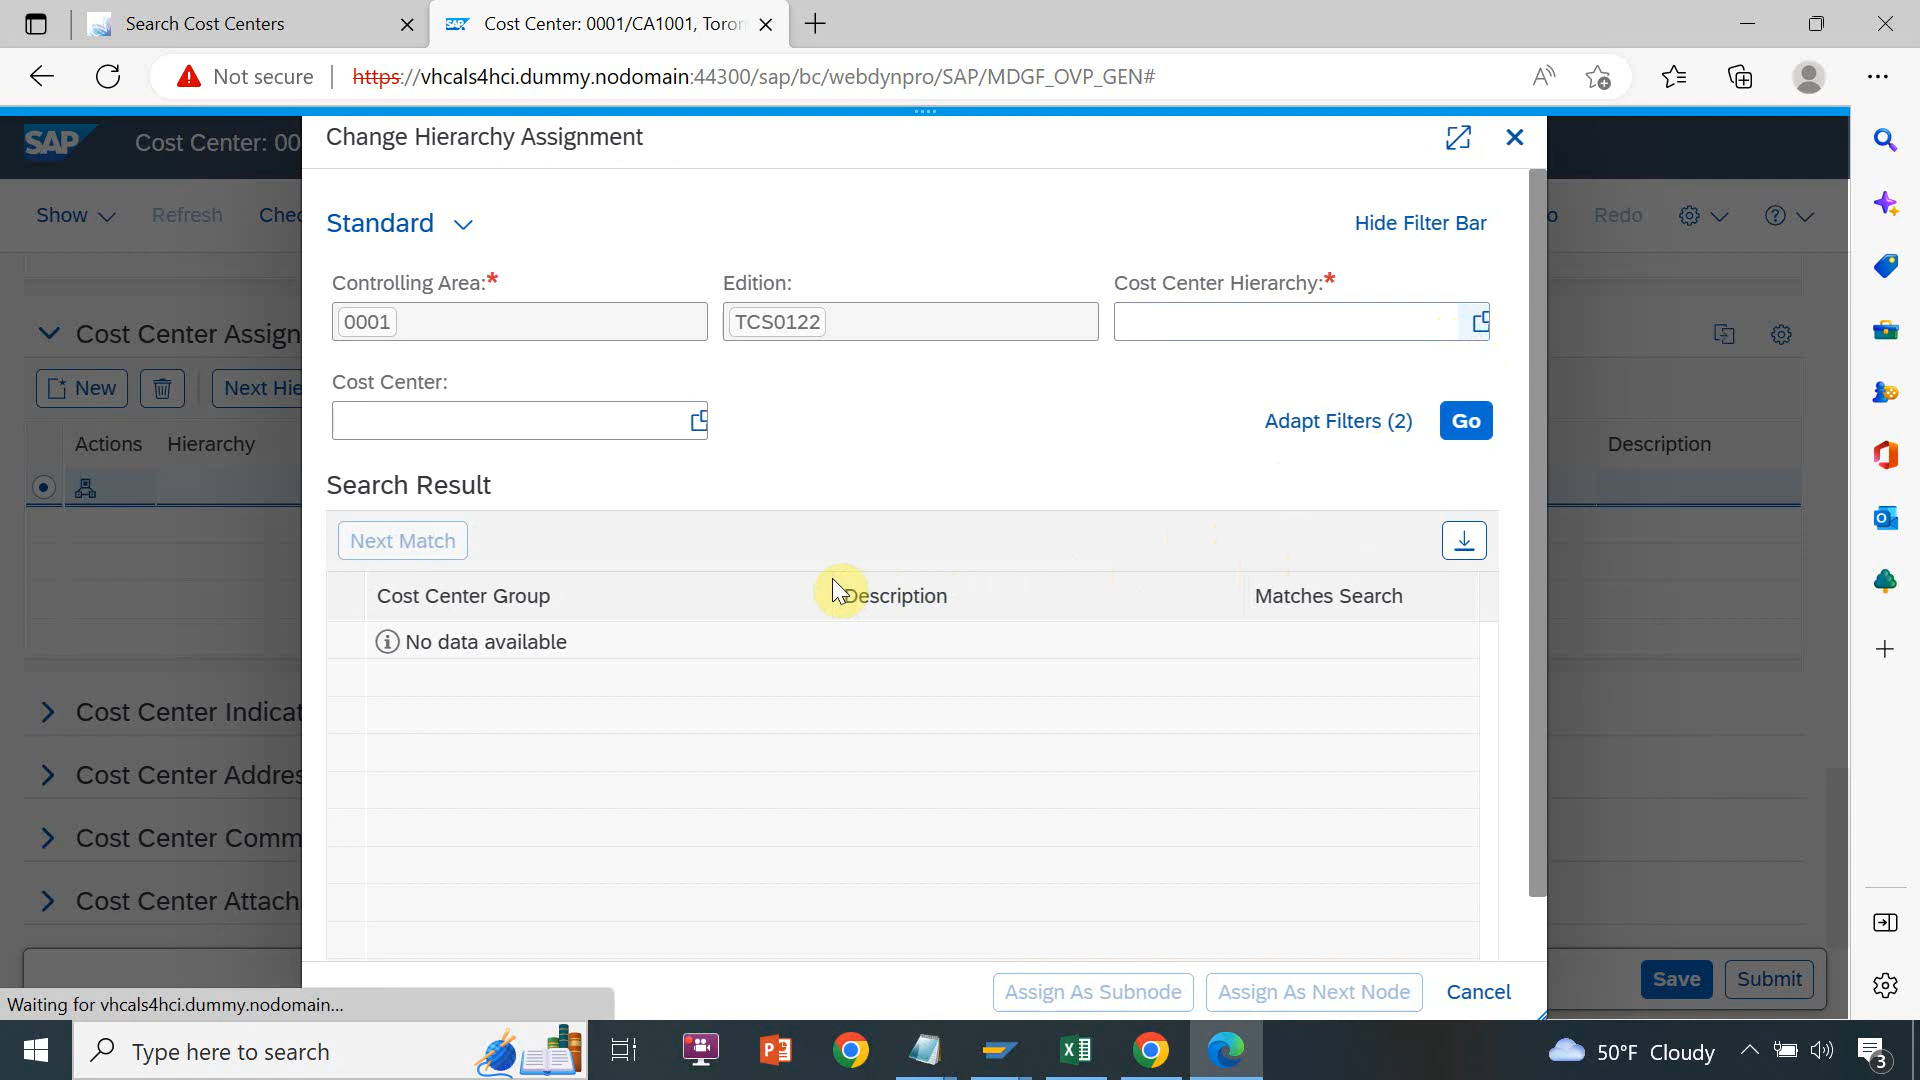 Search Cost Centers
SAP Cost Center: 0001/CA1001, Toron
Not secure
https://vhcals4hci.dummy.nodomain:44300/sap/bc/webdynpro/SAP/MDGF_OVP_GEN#
SAP
Cost Center: 00
Change Hierarchy Assignment
Show
Refresh
Chec
o
Redo
Standard
Hide Filter Bar
Controlling Area:*
Edition:
Cost Center Hierarchy:*
0001
TCS0122
Cost Center Assign
New
Next Hie
Cost Center:
Adapt Filters (2)
Go
Actions
Hierarchy
Description
Search Result
Next Match
Cost Center Group
Description
Matches Search
No data available
Cost Center Indicat
Cost Center Addres
Cost Center Comm
Cost Center Attach
Assign As Subnode
Assign As Next Node
Cancel
Save
Submit
Waiting for vhcals4hci.dummy.nodomain...
Type here to search
50°F Cloudy
3